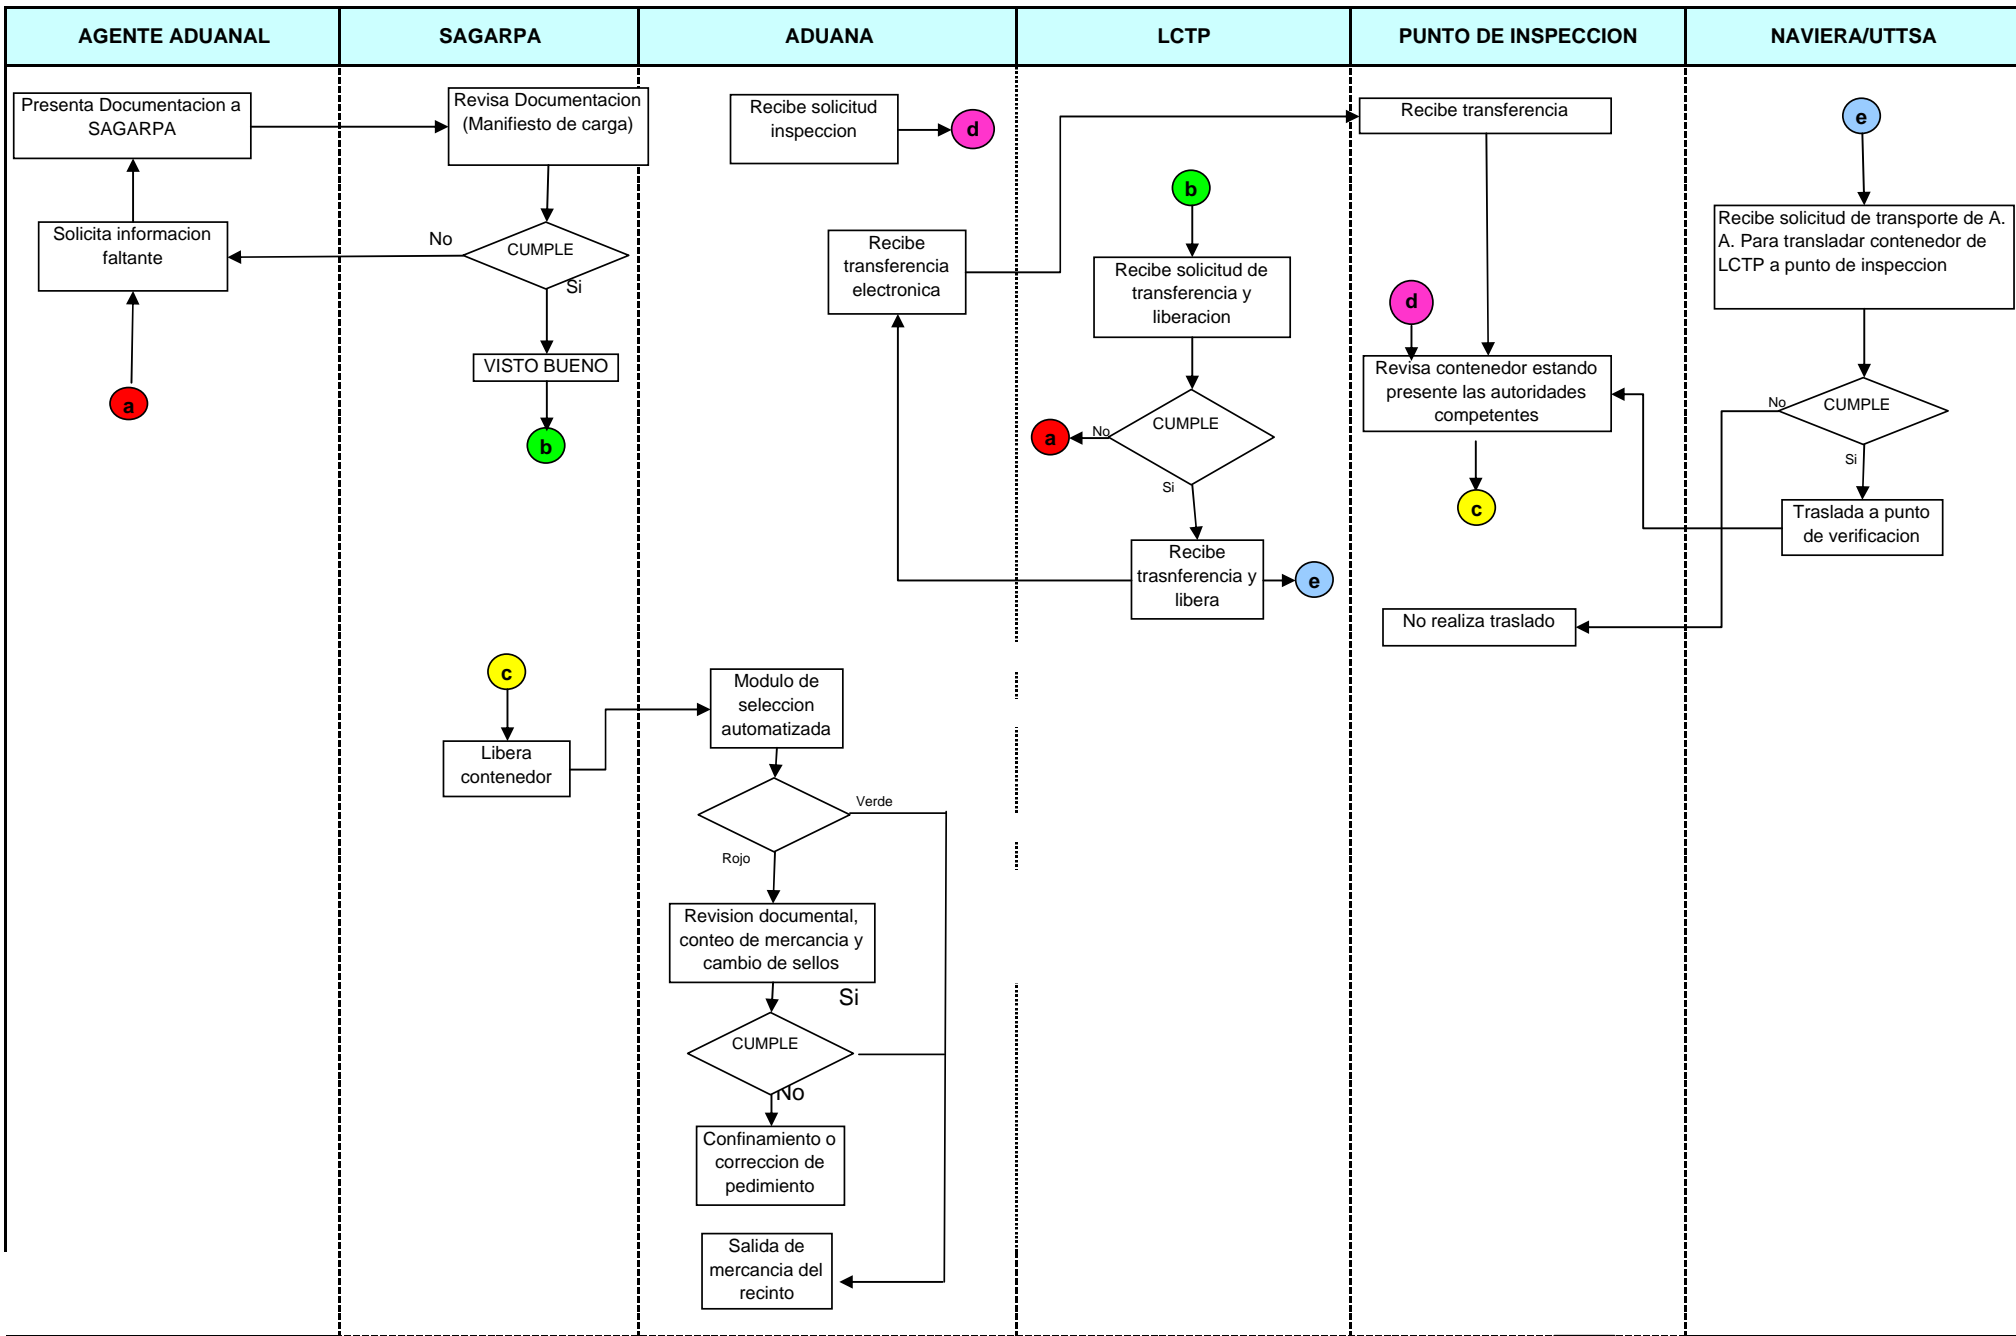 AGENTE ADUANAL
SAGARPA
ADUANA
LCTP
PUNTO DE INSPECCION
NAVIERA/UTTSA
Presenta Documentacion a
SAGARPA
Solicita informacion
faltante
a
Revisa Documentacion
(Manifiesto de carga)
No
CUMPLE
Si
VISTO BUENO
b
c
Libera
contenedor
Recibe solicitud
inspeccion
d
Recibe
transferencia
electronica
Modulo de
seleccion
automatizada
Verde
Rojo
Revision documental,
conteo de mercancia y
cambio de sellos
Si
CUMPLE
No
Confinamiento o
correccion de
pedimiento
Salida de
mercancia del
recinto
b
Recibe solicitud de
transferencia y
liberacion
a
No
CUMPLE
Si
Recibe
trasnferencia y
libera
e
Recibe transferencia
d
Revisa contenedor estando
presente las autoridades
competentes
c
No realiza traslado
e
Recibe solicitud de transporte de A.
A. Para transladar contenedor de
LCTP a punto de inspeccion
No
CUMPLE
Si
Traslada a punto
de verificacion